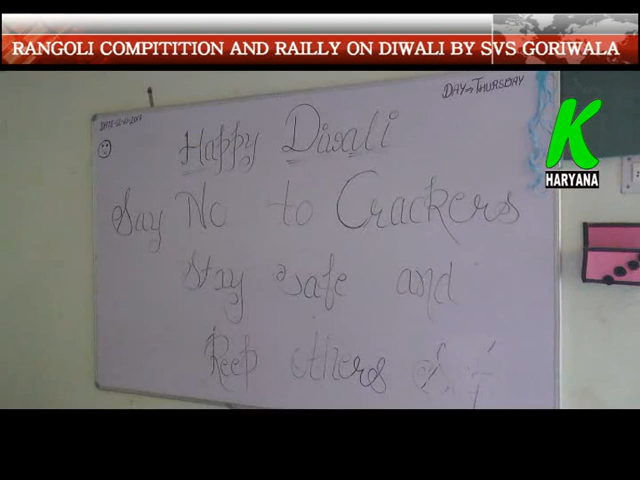 RANGOLI COMPITITION AND RAILLY ON DIWALI BY SVS GORIWALA
DAY→THURSDAY
Happy Diwali
Say No to Crackers
Stay safe and
Keep others
K
HARYANA